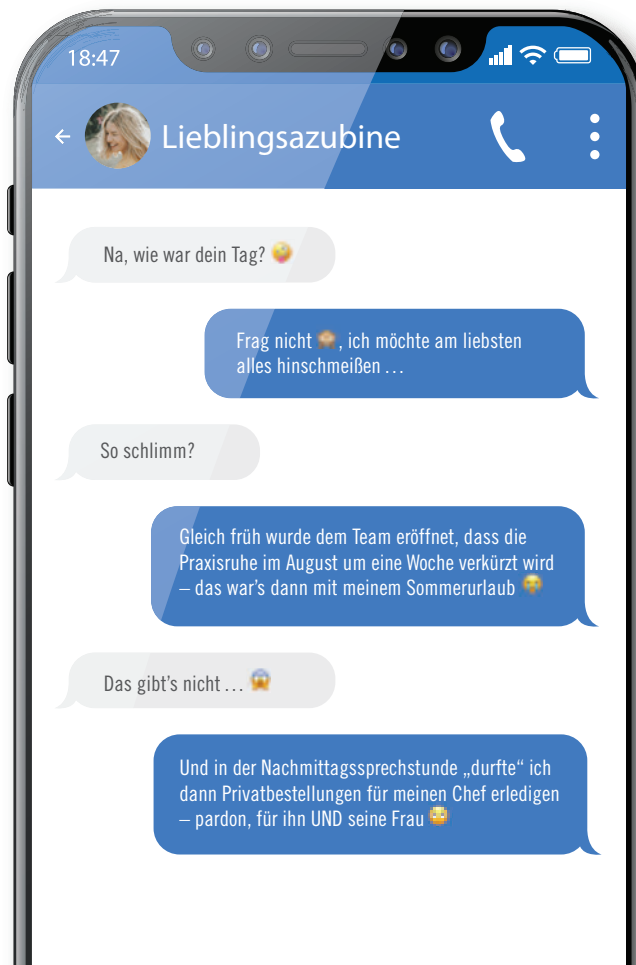 18:47
Lieblingsazubine
Na, wie war dein Tag? 🤪
Frag nicht 🙈, ich möchte am liebsten
alles hinschmeißen …
So schlimm?
Gleich früh wurde dem Team eröffnet, dass die
Praxisruhe im August um eine Woche verkürzt wird
– das war’s dann mit meinem Sommerurlaub
Das gibt’s nicht … 😱
Und in der Nachmittagssprechstunde „durfte“ ich
dann Privatbestellungen für meinen Chef erledigen
– pardon, für ihn UND seine Frau